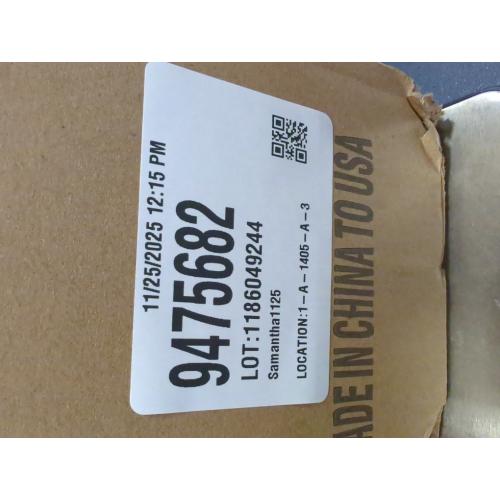 11/25/2025 12:15 PM
9475682
LOT:1186049244
Samantha1125
LOCATION:1-A-1405-A-3
ADE IN CHINA TO USA